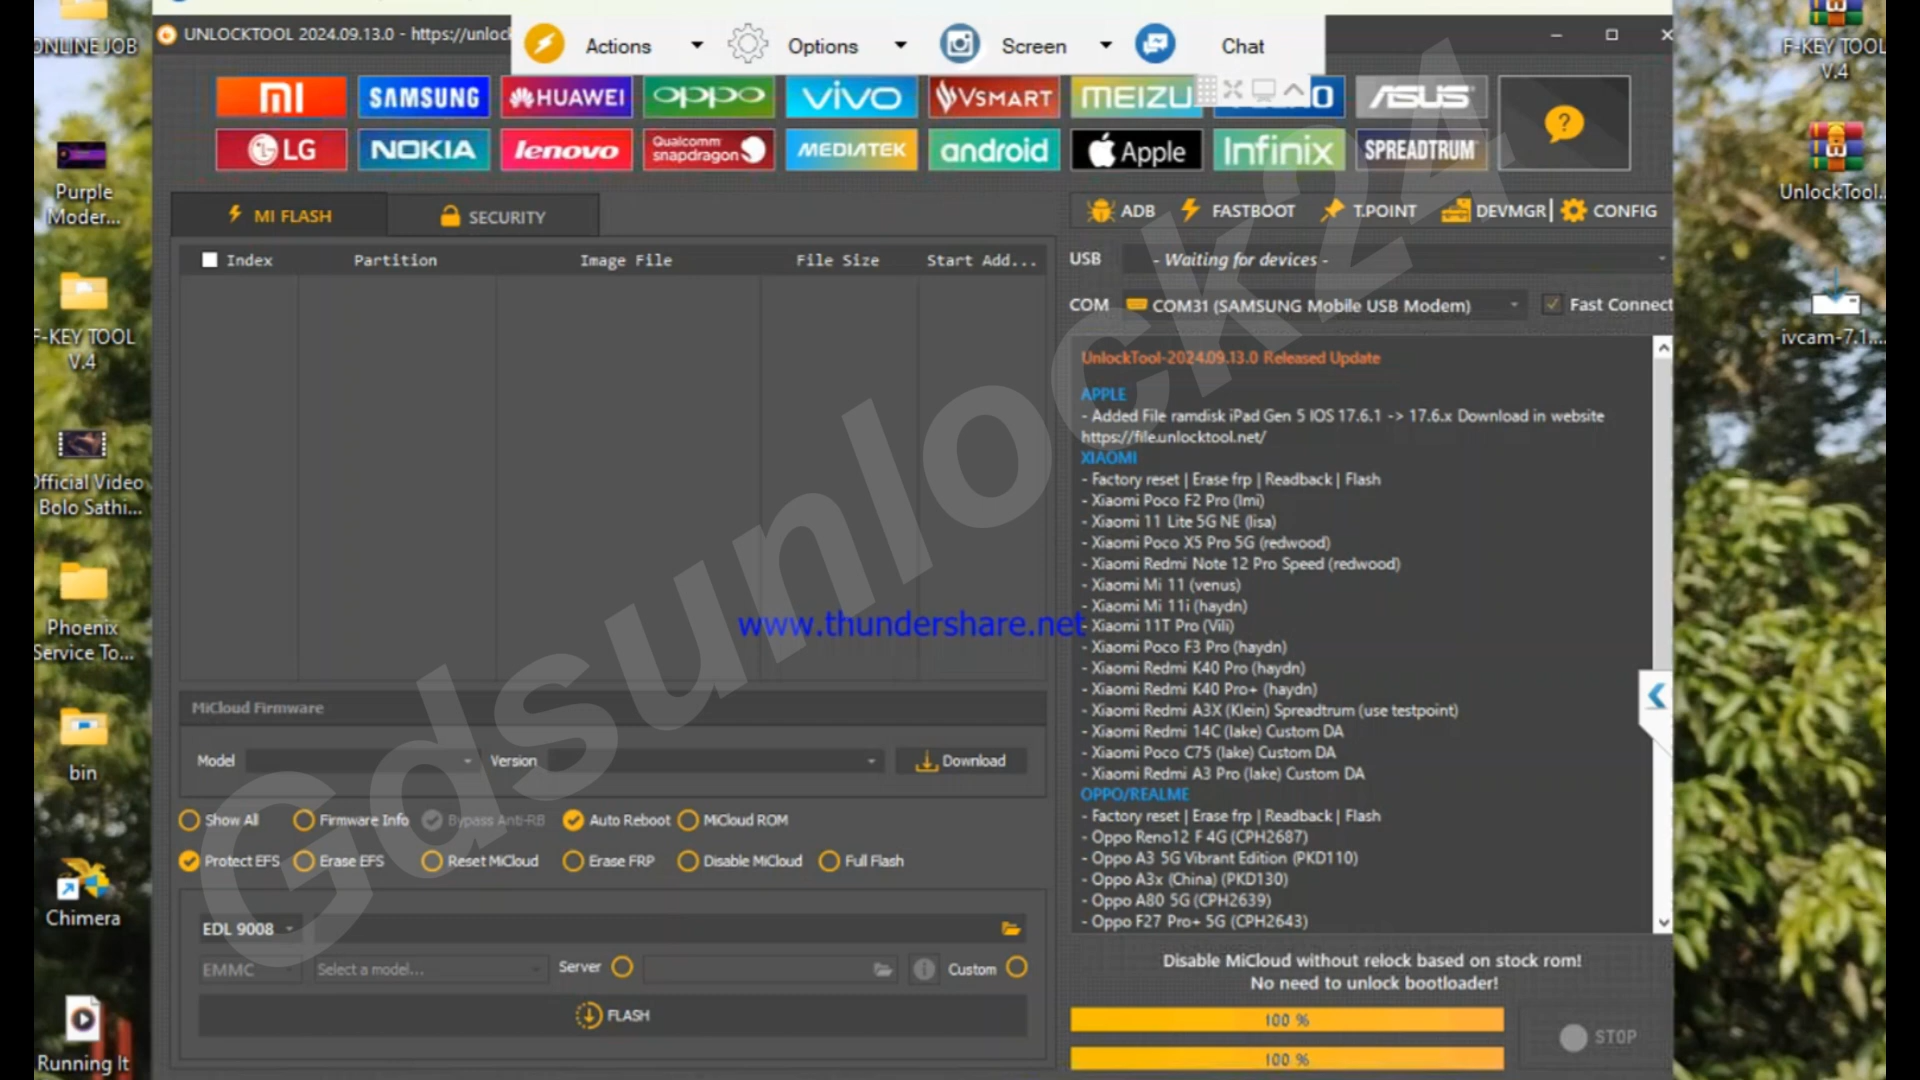 UNLOCKTOOL 2024.09.13.0 - https://unlock
Actions
Options
Screen
Chat
ONLINE JOB
F-KEY TOOL
V.4
mi
SAMSUNG
HUAWEI
oppo
vivo
VSMART
MEIZU
ASUS
?
LG
NOKIA
lenovo
Qualcomm
snapdragon
MEDIATEK
android
Apple
Infinix
SPREADTRUM
Purple
Moder...
UnlockTool...
MI FLASH
SECURITY
ADB
FASTBOOT
T.POINT
DEVMGR
CONFIG
Index
Partition
Image File
File Size
Start Add...
USB
- Waiting for devices -
COM
COM31 (SAMSUNG Mobile USB Modem)
Fast Connect
F-KEY TOOL
V.4
ivcam-7.1....
UnlockTool-2024.09.13.0 Released Update
APPLE
- Added File ramdisk iPad Gen 5 IOS 17.6.1 -> 17.6.x Download in website
https://file.unlocktool.net/
XIAOMI
- Factory reset | Erase frp | Readback | Flash
- Xiaomi Poco F2 Pro (lmi)
- Xiaomi 11 Lite 5G NE (lisa)
- Xiaomi Poco X5 Pro 5G (redwood)
- Xiaomi Redmi Note 12 Pro Speed (redwood)
- Xiaomi Mi 11 (venus)
- Xiaomi Mi 11i (haydn)
- Xiaomi 11T Pro (Vili)
- Xiaomi Poco F3 Pro (haydn)
- Xiaomi Redmi K40 Pro (haydn)
- Xiaomi Redmi K40 Pro+ (haydn)
- Xiaomi Redmi A3X (Klein) Spreadtrum (use testpoint)
- Xiaomi Redmi 14C (lake) Custom DA
- Xiaomi Poco C75 (lake) Custom DA
- Xiaomi Redmi A3 Pro (lake) Custom DA
OPPO/REALME
- Factory reset | Erase frp | Readback | Flash
- Oppo Reno12 F 4G (CPH2687)
- Oppo A3 5G Vibrant Edition (PKD110)
- Oppo A3x (China) (PKD130)
- Oppo A80 5G (CPH2639)
- Oppo F27 Pro+ 5G (CPH2643)
Official Video
Bolo Sathi...
Phoenix
Service To...
www.thundershare.net
Gdsunlock24
bin
MiCloud Firmware
Model
Version
Download
Show All
Firmware Info
Bypass Anti-RB
Auto Reboot
MiCloud ROM
Protect EFS
Erase EFS
Reset MiCloud
Erase FRP
Disable MiCloud
Full Flash
Chimera
EDL 9008
EMMC
Select a model...
Server
Custom
FLASH
Disable MiCloud without relock based on stock rom!
No need to unlock bootloader!
100 %
100 %
STOP
Running It